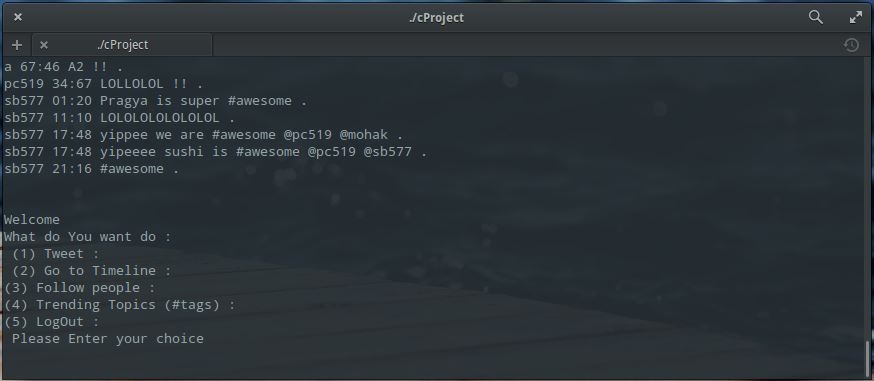 ./cProject
./cProject
a 67:46 A2 !! .
pc519 34:67 LOLLOLOL !! .
sb577 01:20 Pragya is super #awesome .
sb577 11:10 LOLOLOLOLOLOLOL .
sb577 17:48 yippee we are #awesome @pc519 @mohak .
sb577 17:48 yipeeee sushi is #awesome @pc519 @sb577 .
sb577 21:16 #awesome .
Welcome
What do You want do :
(1) Tweet :
(2) Go to Timeline :
(3) Follow people :
(4) Trending Topics (#tags) :
(5) LogOut :
Please Enter your choice